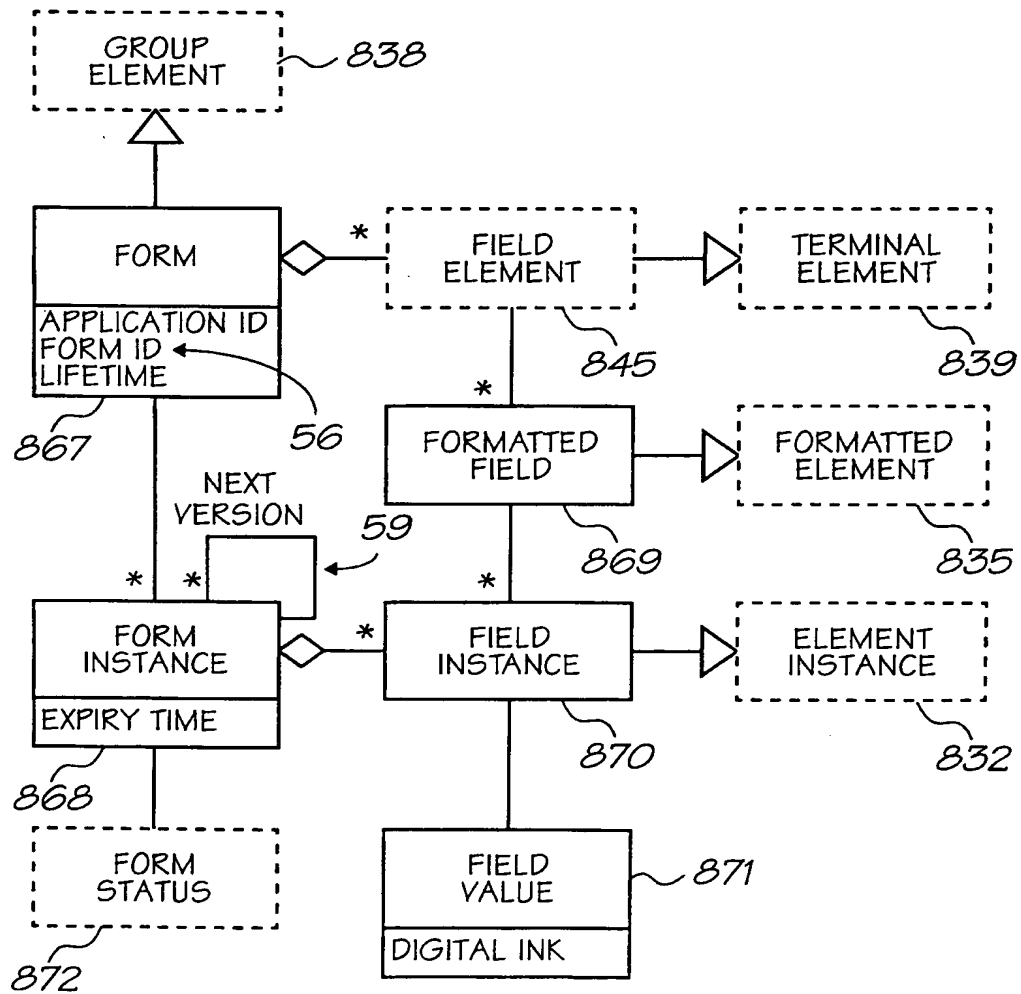 GROUP
ELEMENT
838
FORM
*
FIELD
ELEMENT
TERMINAL
ELEMENT
APPLICATION ID
FORM ID
LIFETIME
845
839
867
56
*
FORMATTED
FIELD
FORMATTED
ELEMENT
NEXT
VERSION
59
869
835
*
*
*
FORM
INSTANCE
*
FIELD
INSTANCE
ELEMENT
INSTANCE
EXPIRY TIME
870
832
868
FORM
STATUS
FIELD
VALUE
871
DIGITAL INK
872